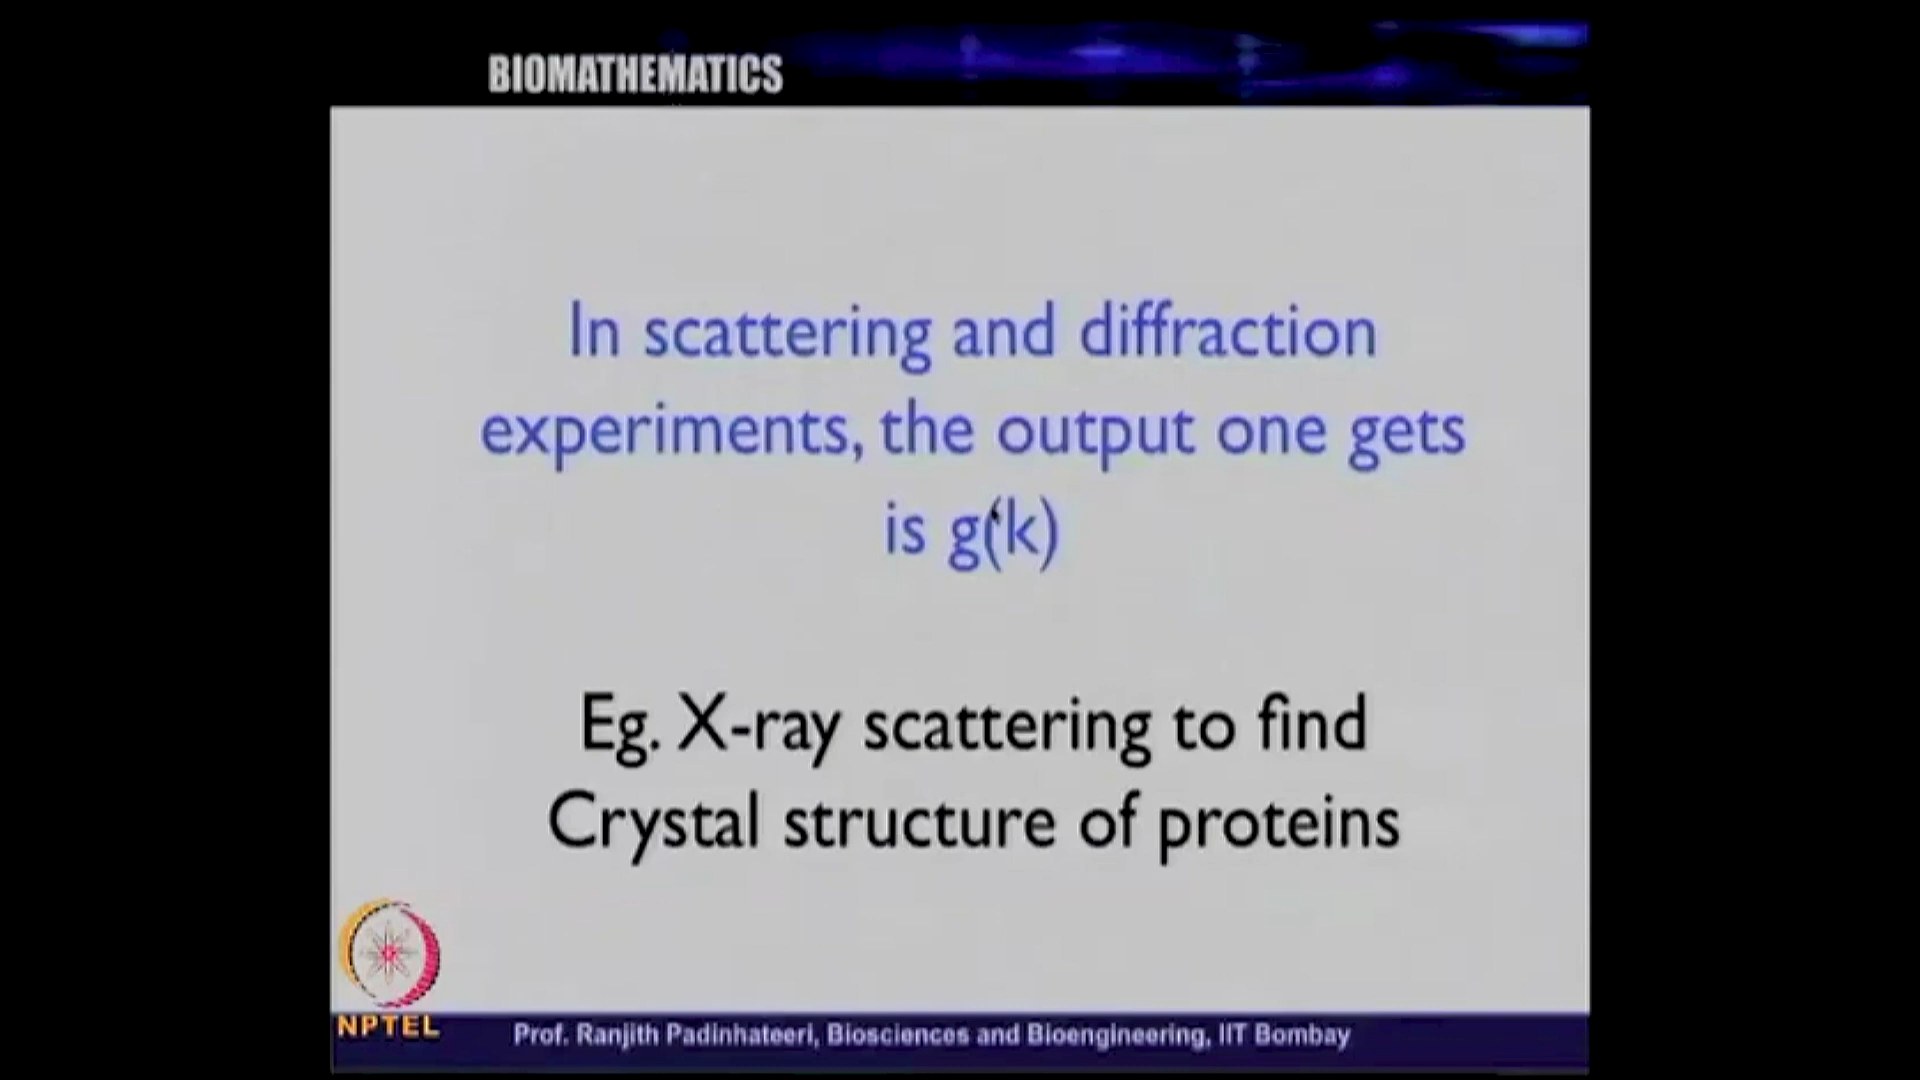 BIOMATHEMATICS
In scattering and diffraction
experiments, the output one gets
is g(k)
Eg. X-ray scattering to find
Crystal structure of proteins
NPTEL
Prof. Ranjith Padinhateeri, Biosciences and Bioengineering, IIT Bombay